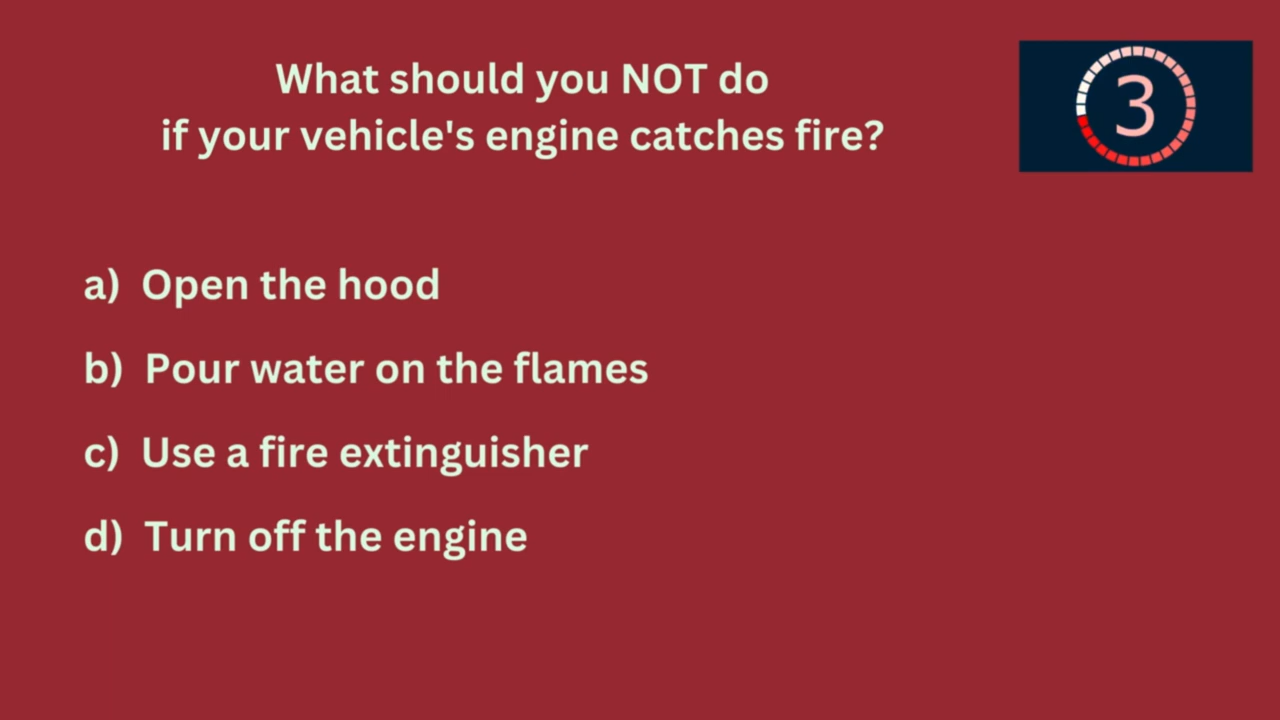 What should you NOT do
if your vehicle's engine catches fire?
3
a) Open the hood
b) Pour water on the flames
c) Use a fire extinguisher
d) Turn off the engine